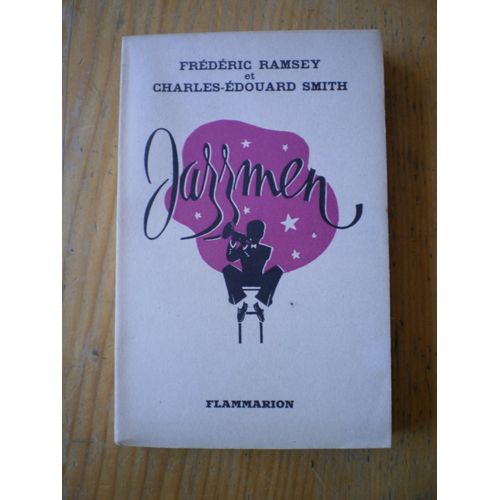 FRÉDÉRIC RAMSEY
et
CHARLES-ÉDOUARD SMITH
Jazzmen
FLAMMARION